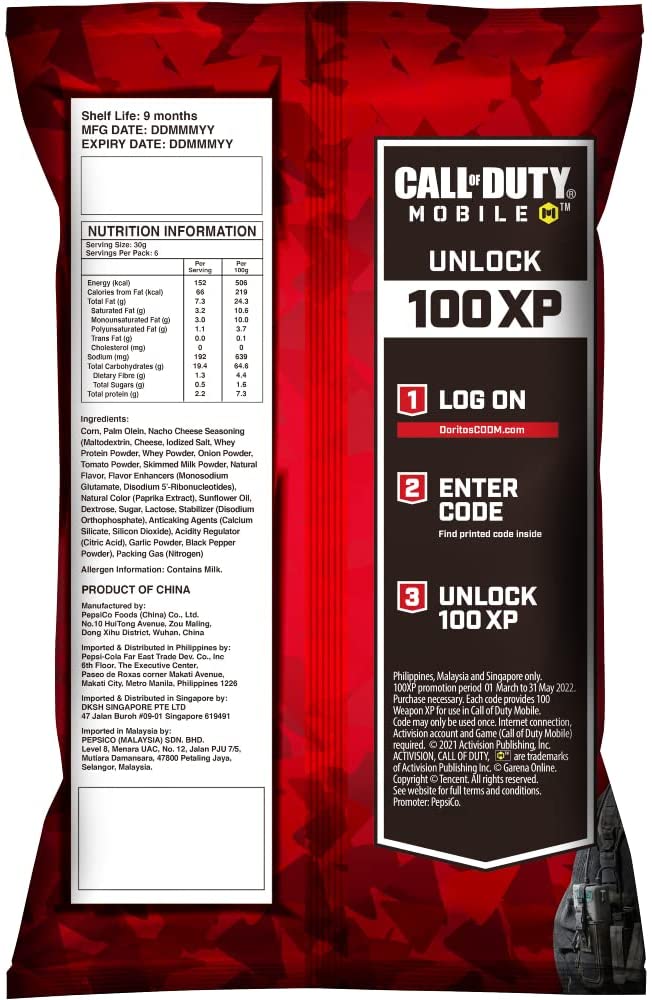 Shelf Life: 9 months
MFG DATE: DDMMMYY
EXPIRY DATE: DDMMMYY
NUTRITION INFORMATION
Serving Size: 30g
Servings Per Pack: 6
Per Serving Per 100g
Energy (kcal) 152 506
Calories from Fat (kcal) 66 219
Total Fat (g) 7.3 24.3
Saturated Fat (g) 3.2 10.6
Monounsaturated Fat (g) 3.0 10.0
Polyunsaturated Fat (g) 1.1 3.7
Trans Fat (g) 0.0 0.1
Cholesterol (mg) 0 0
Sodium (mg) 192 639
Total Carbohydrates (g) 19.4 64.6
Dietary Fibre (g) 1.3 4.4
Total Sugars (g) 0.5 1.6
Total protein (g) 2.2 7.3
Ingredients:
Corn, Palm Olein, Nacho Cheese Seasoning
(Maltodextrin, Cheese, Iodized Salt, Whey
Protein Powder, Whey Powder, Onion Powder,
Tomato Powder, Skimmed Milk Powder, Natural
Flavor, Flavor Enhancers (Monosodium
Glutamate, Disodium 5'-Ribonucleotides),
Natural Color (Paprika Extract), Sunflower Oil,
Dextrose, Sugar, Lactose, Stabilizer (Disodium
Orthophosphate), Anticaking Agents (Calcium
Silicate, Silicon Dioxide), Acidity Regulator
(Citric Acid), Garlic Powder, Black Pepper
Powder), Packing Gas (Nitrogen)
Allergen Information: Contains Milk.
PRODUCT OF CHINA
Manufactured by:
PepsiCo Foods (China) Co., Ltd.
No.10 HuiTong Avenue, Zou Maling,
Dong Xihu District, Wuhan, China
Imported & Distributed in Philippines by:
Pepsi-Cola Far East Trade Dev. Co., Inc
6th Floor, The Executive Center,
Paseo de Roxas corner Makati Avenue,
Makati City, Metro Manila, Philippines 1226
Imported & Distributed in Singapore by:
DKSH SINGAPORE PTE LTD
47 Jalan Buroh #09-01 Singapore 619491
Imported in Malaysia by:
PEPSICO (MALAYSIA) SDN. BHD.
Level 8, Menara UAC, No. 12, Jalan PJU 7/5,
Mutiara Damansara, 47800 Petaling Jaya,
Selangor, Malaysia.
CALL OF DUTY®
MOBILE M™
UNLOCK
100 XP
1 LOG ON
DoritosCODM.com
2 ENTER
CODE
Find printed code inside
3 UNLOCK
100 XP
Philippines, Malaysia and Singapore only.
100XP promotion period 01 March to 31 May 2022.
Purchase necessary. Each code provides 100
Weapon XP for use in Call of Duty Mobile.
Code may only be used once. Internet connection,
Activision account and Game (Call of Duty Mobile)
required. © 2021 Activision Publishing, Inc.
ACTIVISION, CALL OF DUTY, M™ are trademarks
of Activision Publishing Inc. © Garena Online.
Copyright © Tencent. All rights reserved.
See website for full terms and conditions.
Promoter: PepsiCo.